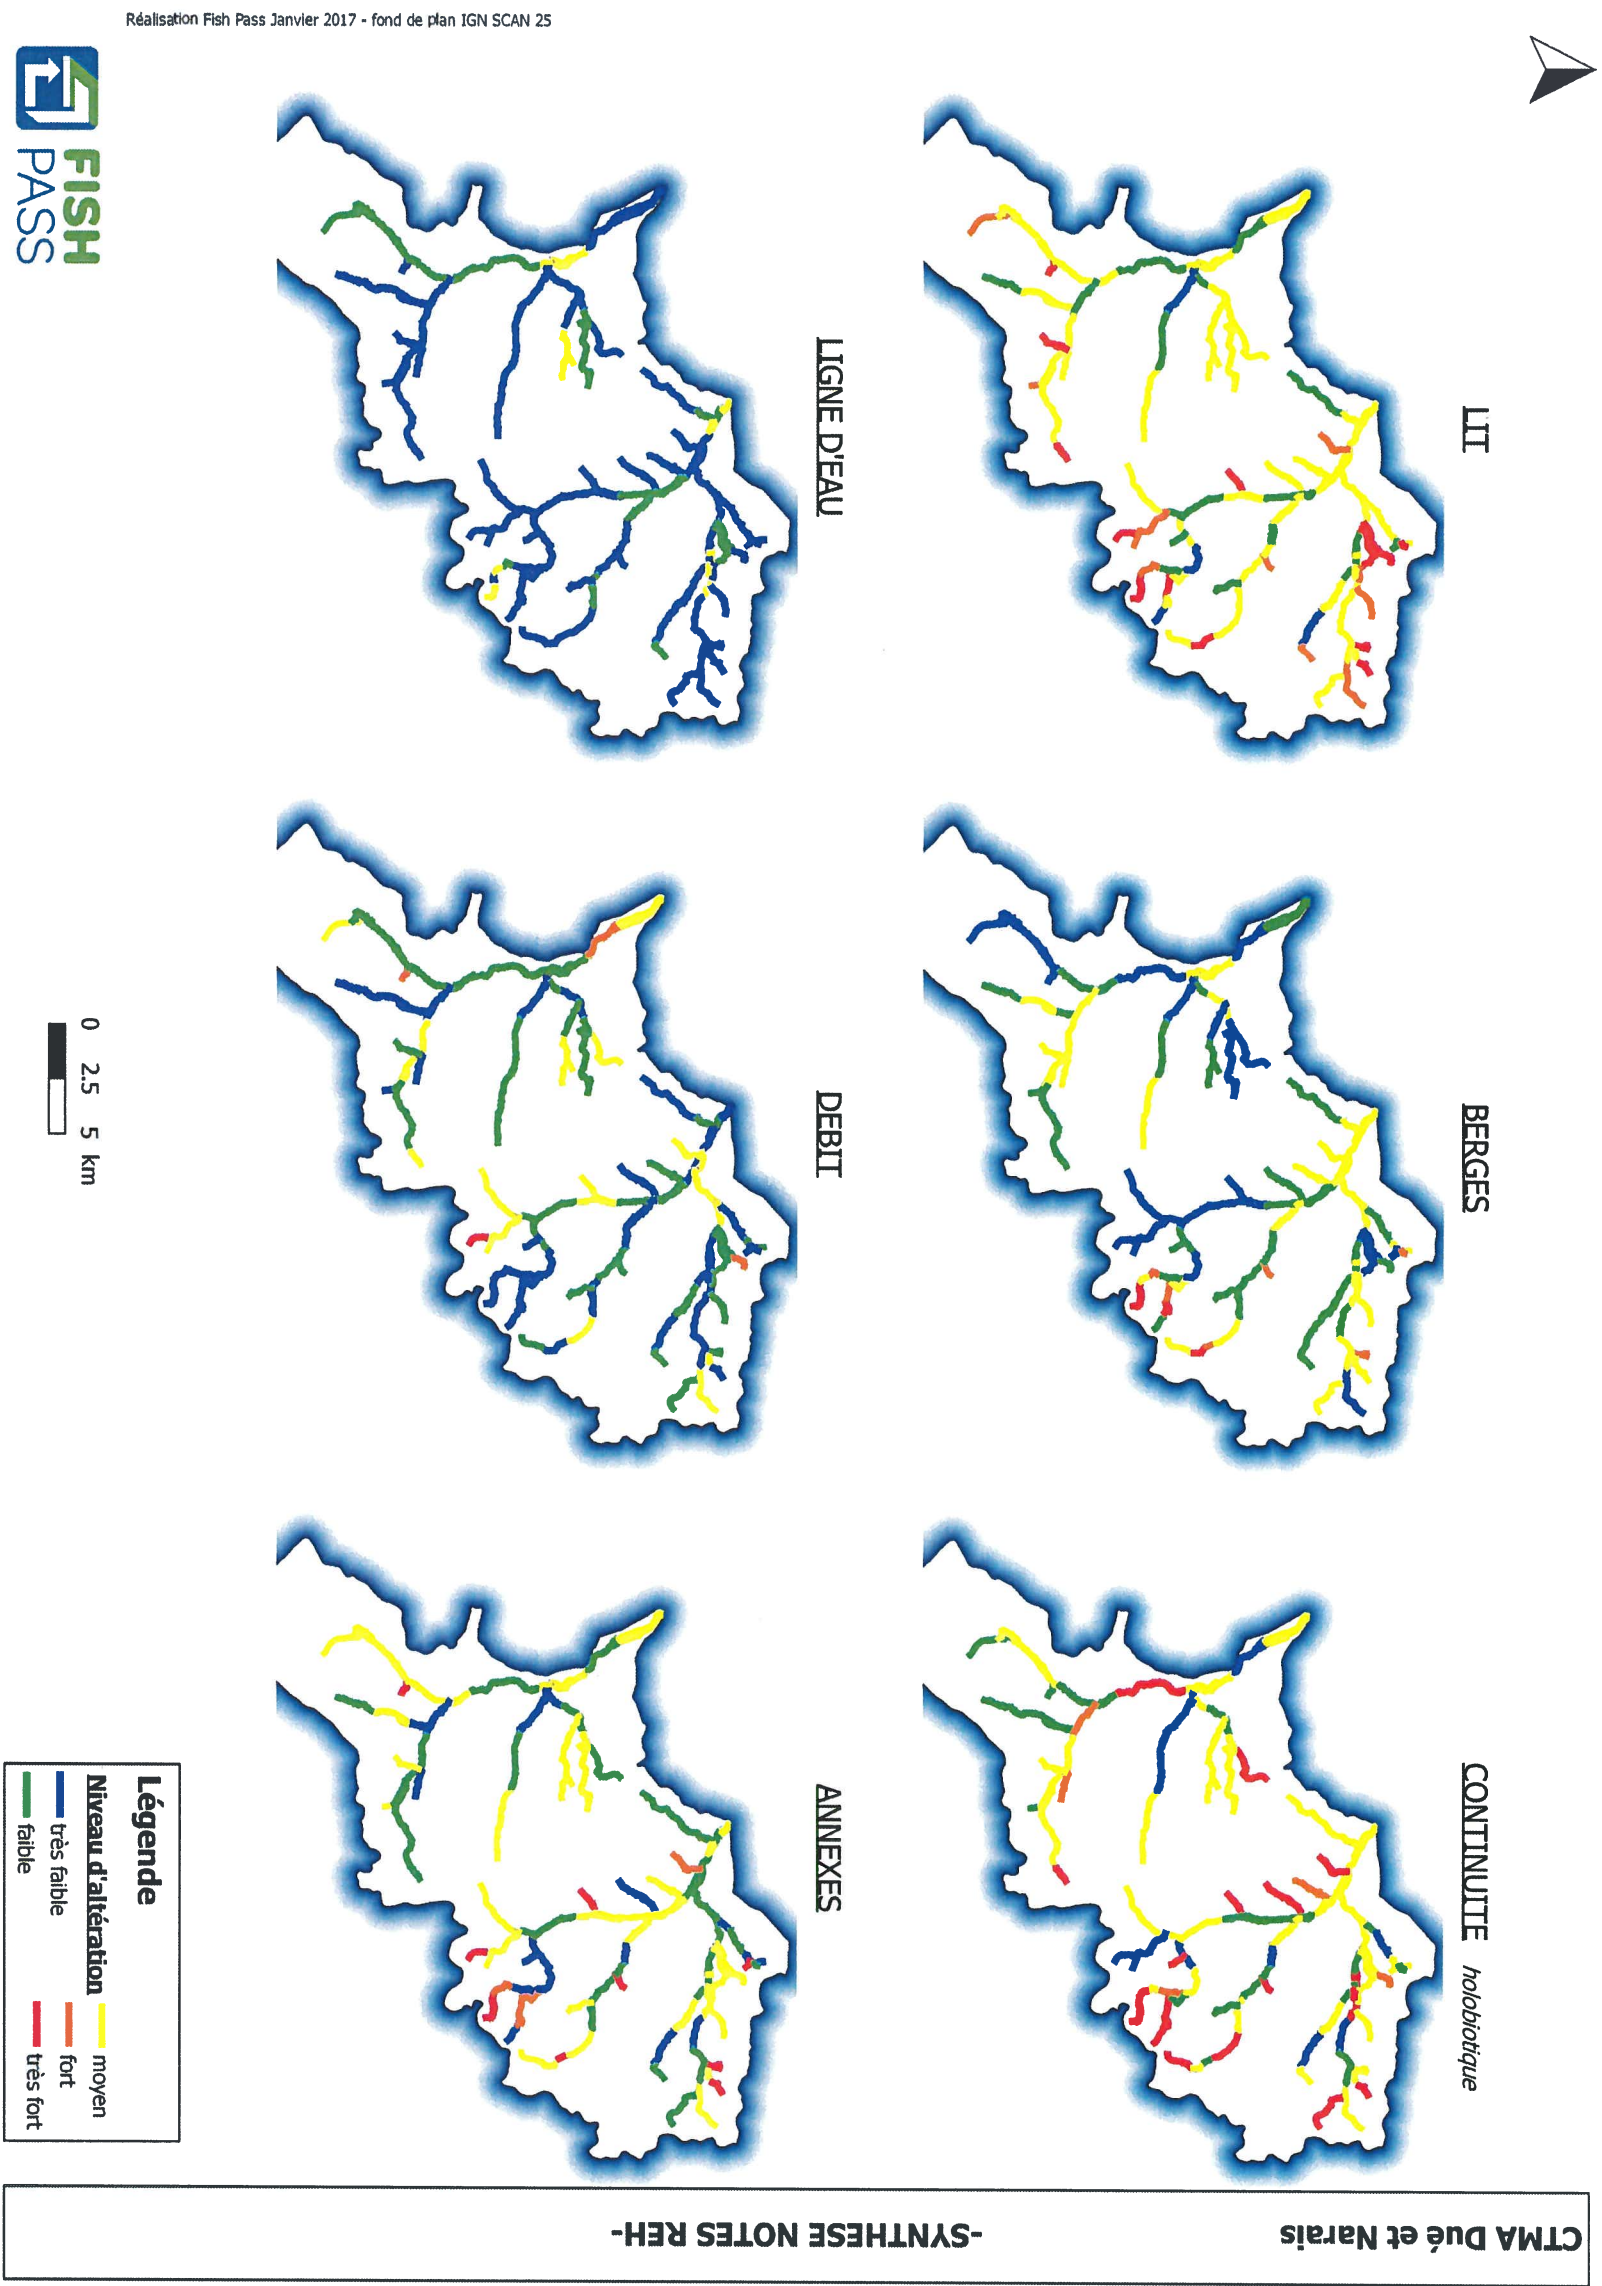 CTMA Dué et Narais
-SYNTHESE NOTES REH-
LIT
BERGES
CONTINUITE holobiotique
LIGNE D'EAU
DEBIT
ANNEXES
Légende
Niveau d'altération
très faible
faible
moyen
fort
très fort
0 2.5 5 km
FISH
PASS
Réalisation Fish Pass Janvier 2017 - fond de plan IGN SCAN 25